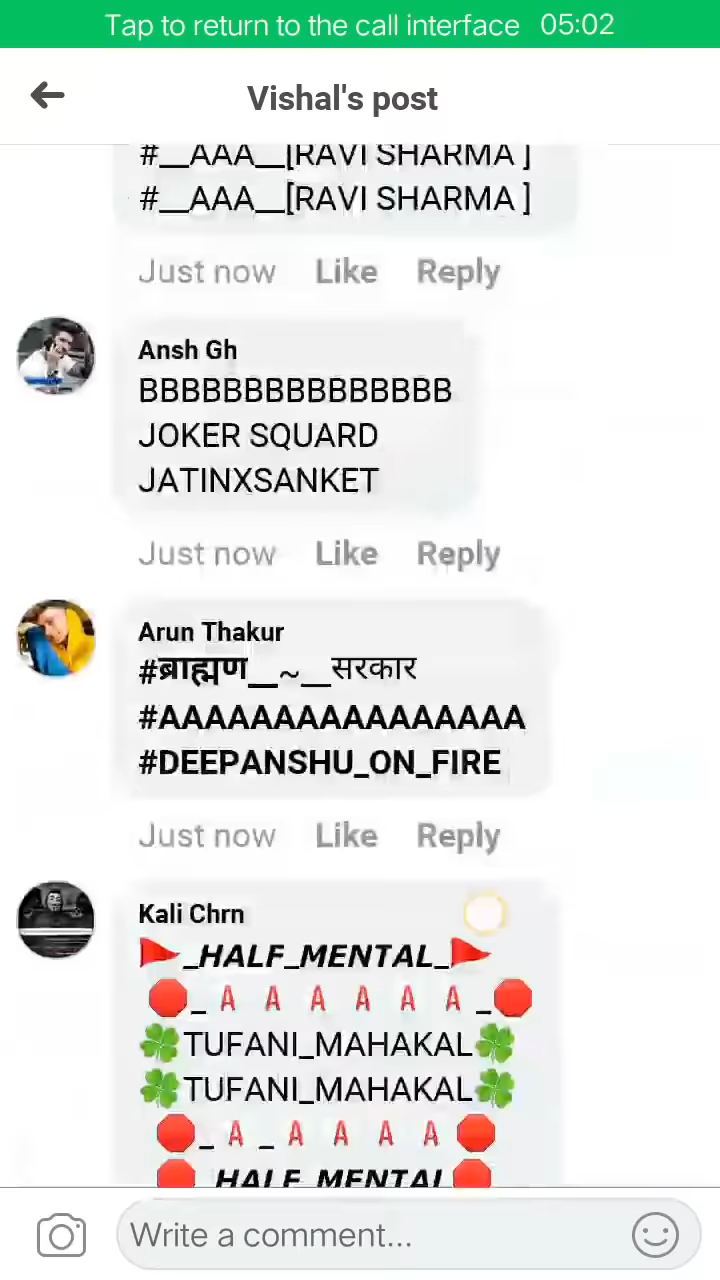 Tap to return to the call interface 05:02
Vishal's post
#__AAA__[RAVI SHARMA ]
#__AAA__[RAVI SHARMA ]
Just now Like Reply
Ansh Gh
BBBBBBBBBBBBBBB
JOKER SQUARD
JATINXSANKET
Just now Like Reply
Arun Thakur
#ब्राह्मण__~__सरकार
#AAAAAAAAAAAAAAAA
#DEEPANSHU_ON_FIRE
Just now Like Reply
Kali Chrn
🚩_HALF_MENTAL_🚩
🛑_ A A A A A A _🛑
🍀TUFANI_MAHAKAL🍀
🍀TUFANI_MAHAKAL🍀
🛑_ A _ A A A A 🛑
🛑_HALF_MENTAL_🛑
Write a comment...